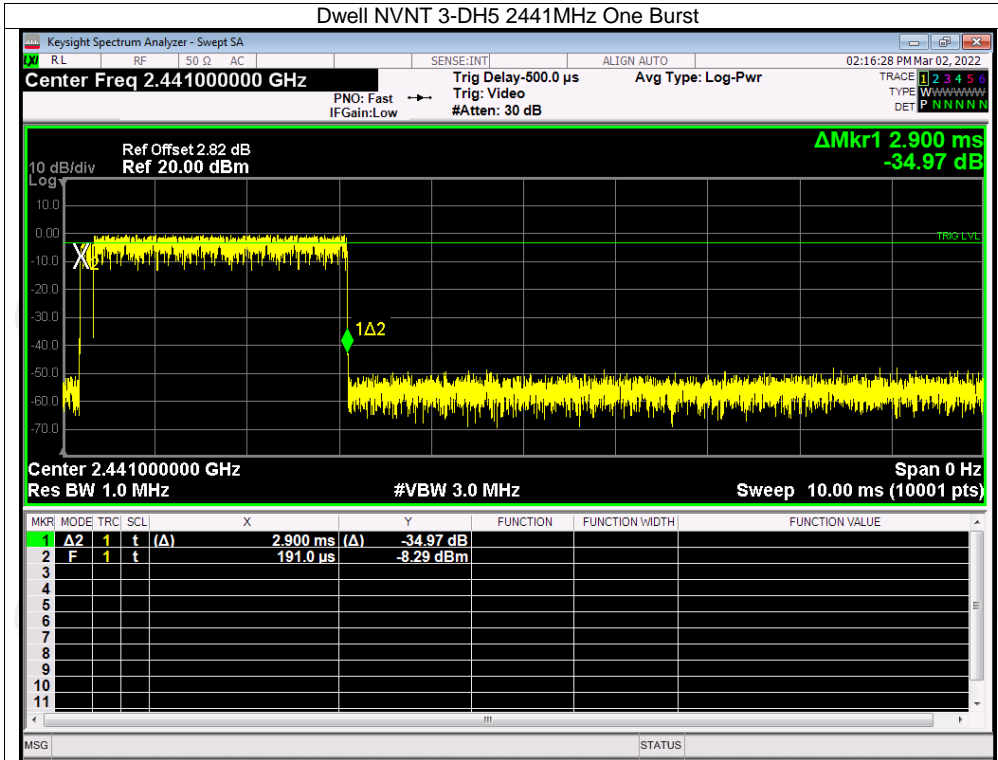 Dwell NVNT 3-DH5 2441MHz One Burst
Keysight Spectrum Analyzer - Swept SA
LXI RL RF 50 Ω AC SENSE:INT ALIGN AUTO 02:16:28 PM Mar 02, 2022
Center Freq 2.441000000 GHz Trig Delay-500.0 µs Avg Type: Log-Pwr TRACE 1 2 3 4 5 6
PNO: Fast Trig: Video TYPE WWWWWWW
IFGain:Low #Atten: 30 dB DET P N N N N N
ΔMkr1 2.900 ms
-34.97 dB
Ref Offset 2.82 dB
10 dB/div Ref 20.00 dBm
Log
10.0
0.00
TRIG LVL
-10.0
X2
-20.0
-30.0
1Δ2
-40.0
-50.0
-60.0
-70.0
Center 2.441000000 GHz Span 0 Hz
Res BW 1.0 MHz #VBW 3.0 MHz Sweep 10.00 ms (10001 pts)
MKR MODE TRC SCL X Y FUNCTION FUNCTION WIDTH FUNCTION VALUE
1 Δ2 1 t (Δ) 2.900 ms (Δ) -34.97 dB
2 F 1 t 191.0 µs -8.29 dBm
3
4
5
6
7
8
9
10
11
MSG STATUS